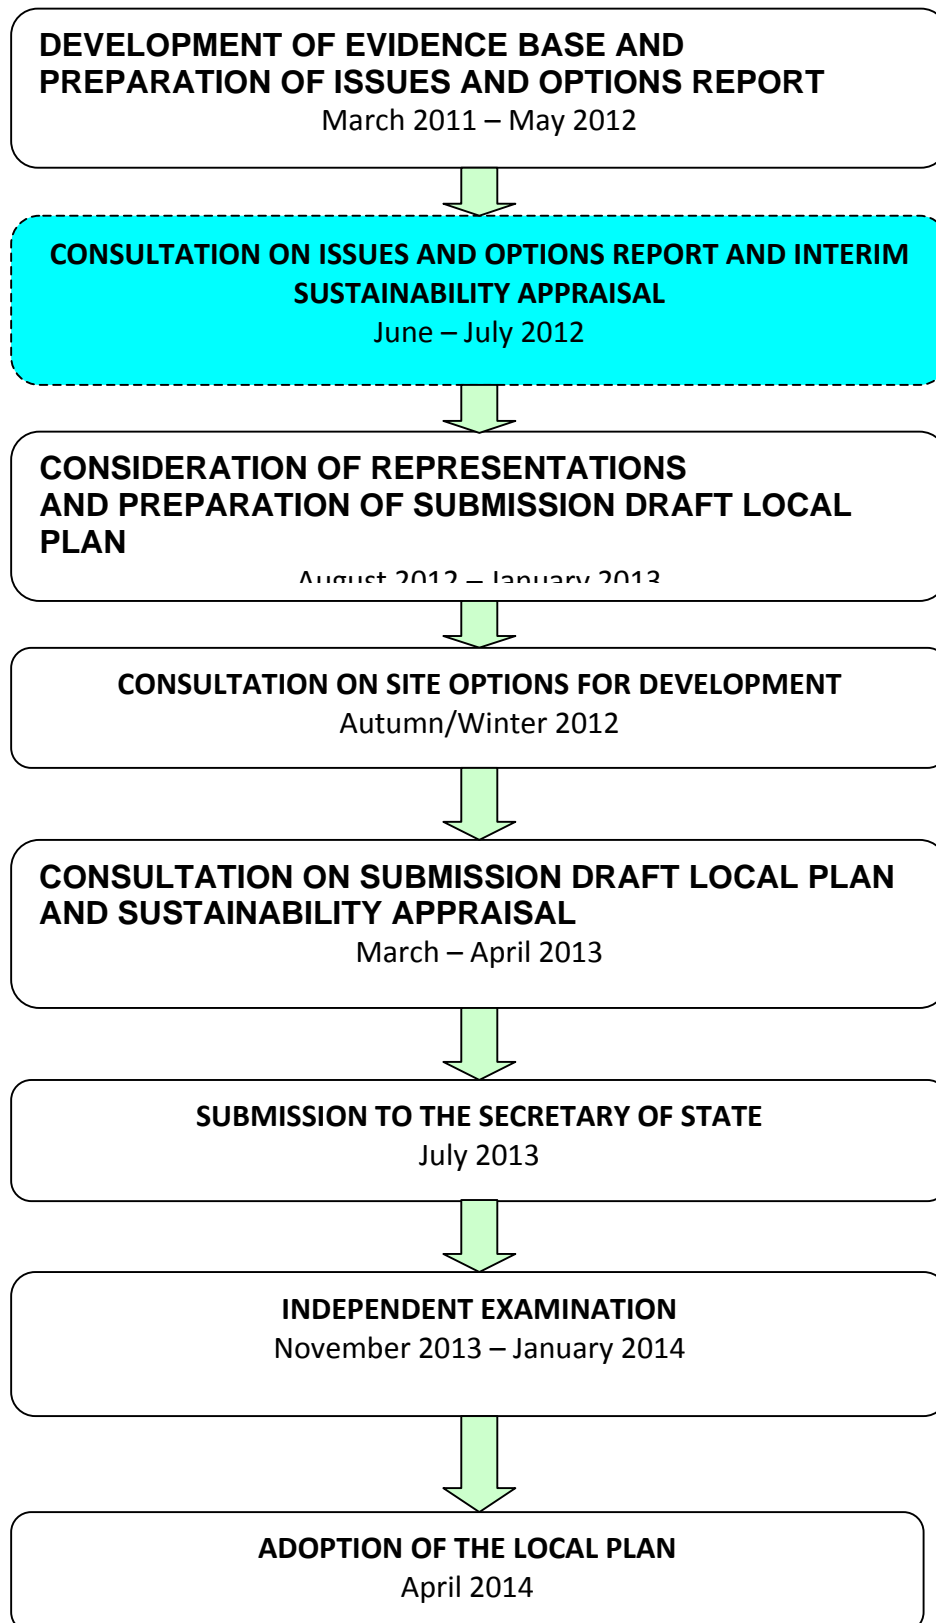 DEVELOPMENT OF EVIDENCE BASE AND
PREPARATION OF ISSUES AND OPTIONS REPORT
March 2011 – May 2012
CONSULTATION ON ISSUES AND OPTIONS REPORT AND INTERIM
SUSTAINABILITY APPRAISAL
June – July 2012
CONSIDERATION OF REPRESENTATIONS
AND PREPARATION OF SUBMISSION DRAFT LOCAL
PLAN
August 2012 – January 2013
CONSULTATION ON SITE OPTIONS FOR DEVELOPMENT
Autumn/Winter 2012
CONSULTATION ON SUBMISSION DRAFT LOCAL PLAN
AND SUSTAINABILITY APPRAISAL
March – April 2013
SUBMISSION TO THE SECRETARY OF STATE
July 2013
INDEPENDENT EXAMINATION
November 2013 – January 2014
ADOPTION OF THE LOCAL PLAN
April 2014